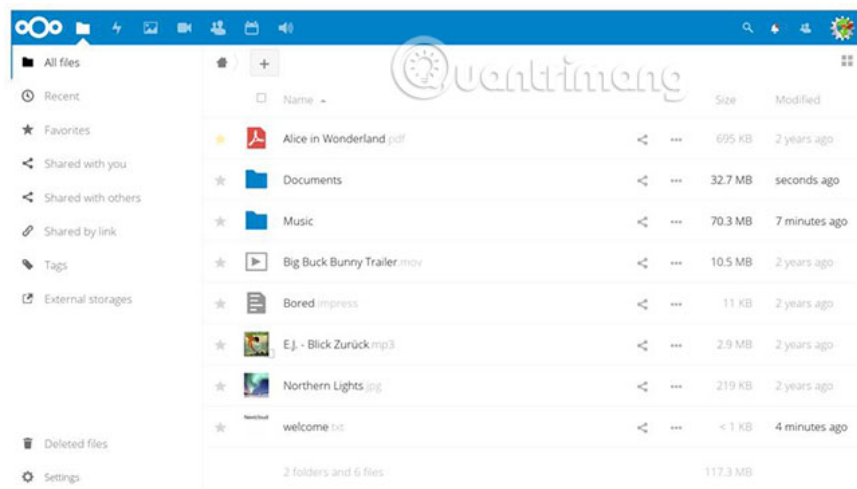 Quantrimang
All files
Recent
Favorites
Shared with you
Shared with others
Shared by link
Tags
External storages
Deleted files
Settings
+
Name Size Modified
Alice in Wonderland.pdf 695 KB 2 years ago
Documents 32.7 MB seconds ago
Music 70.3 MB 7 minutes ago
Big Buck Bunny Trailer.mov 10.5 MB 2 years ago
Bored.impress 11 KB 2 years ago
E.J. - Blick Zurück.mp3 2.9 MB 2 years ago
Northern Lights.jpg 219 KB 2 years ago
Nextcloud
welcome.txt < 1 KB 4 minutes ago
2 folders and 6 files 117.3 MB